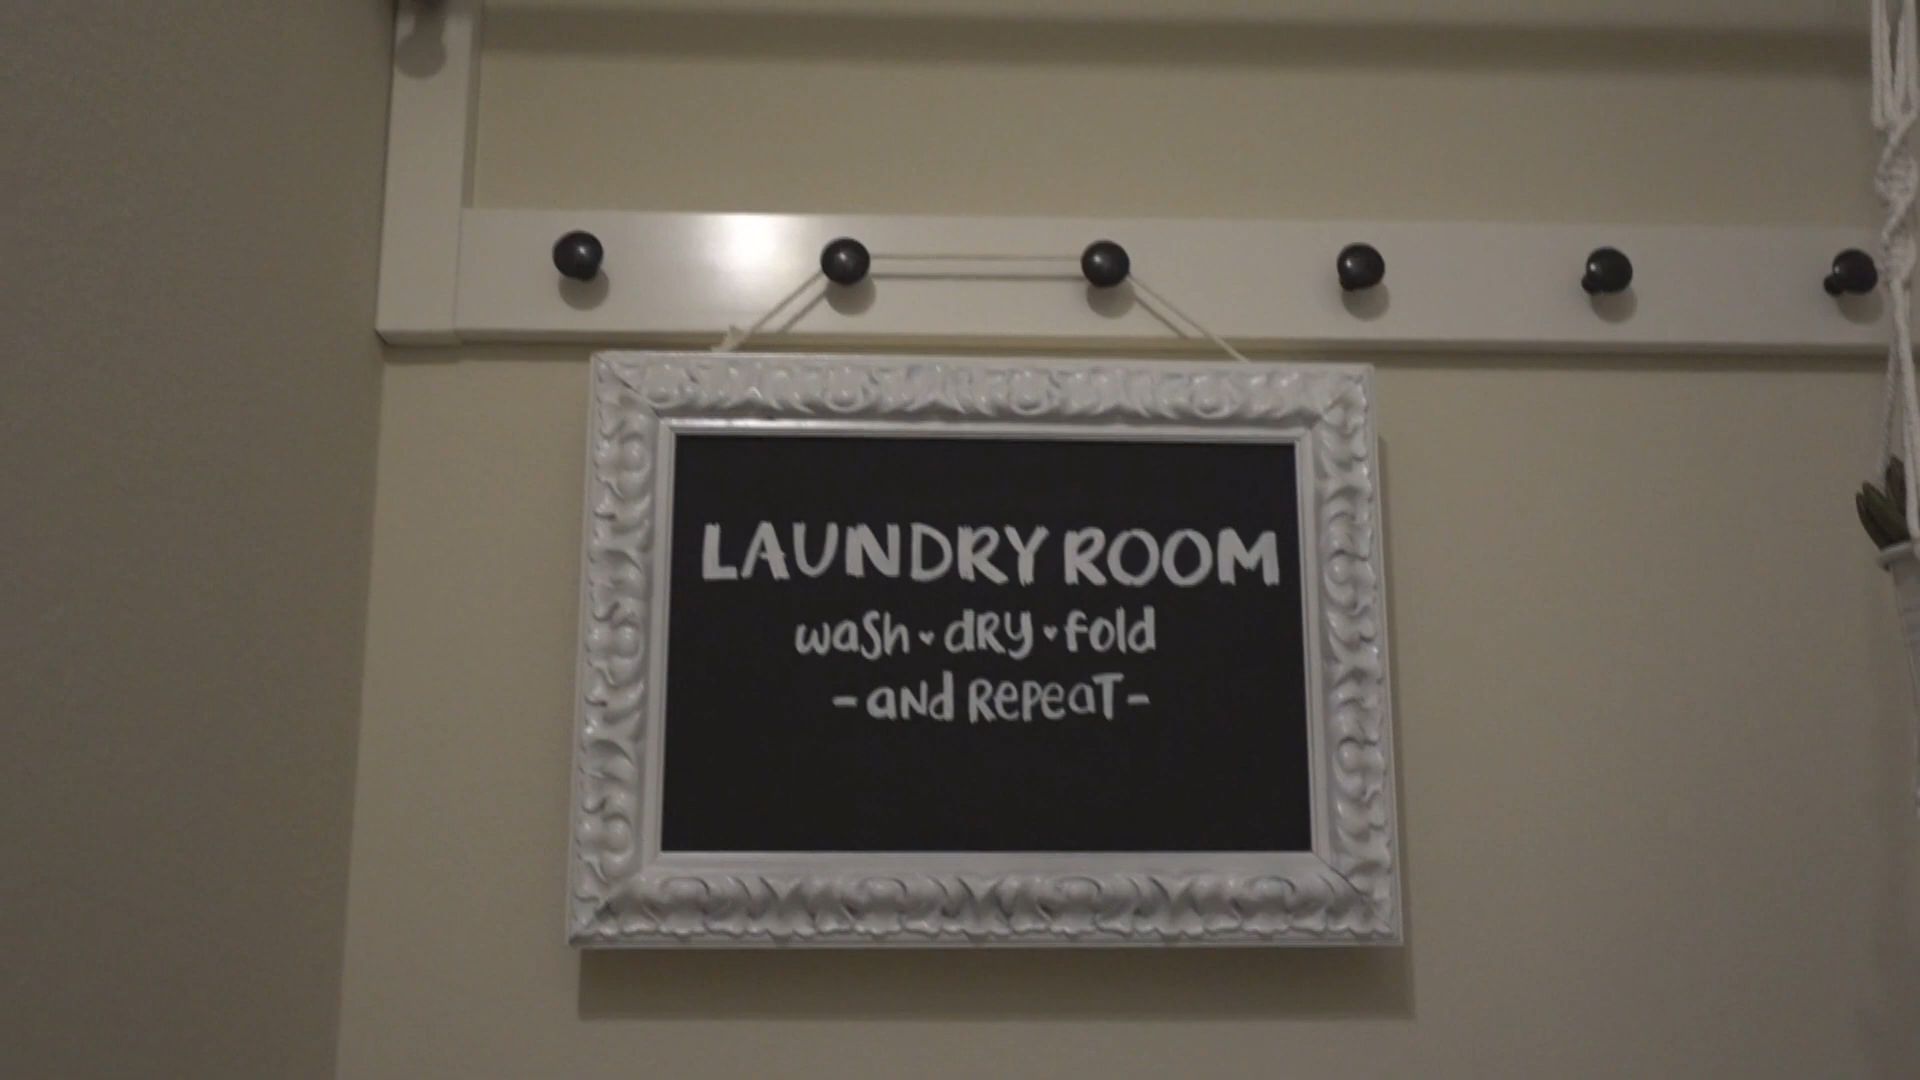 LAUNDRY ROOM
wash ♥ dRy ♥ fold
- aNd RePeaT -